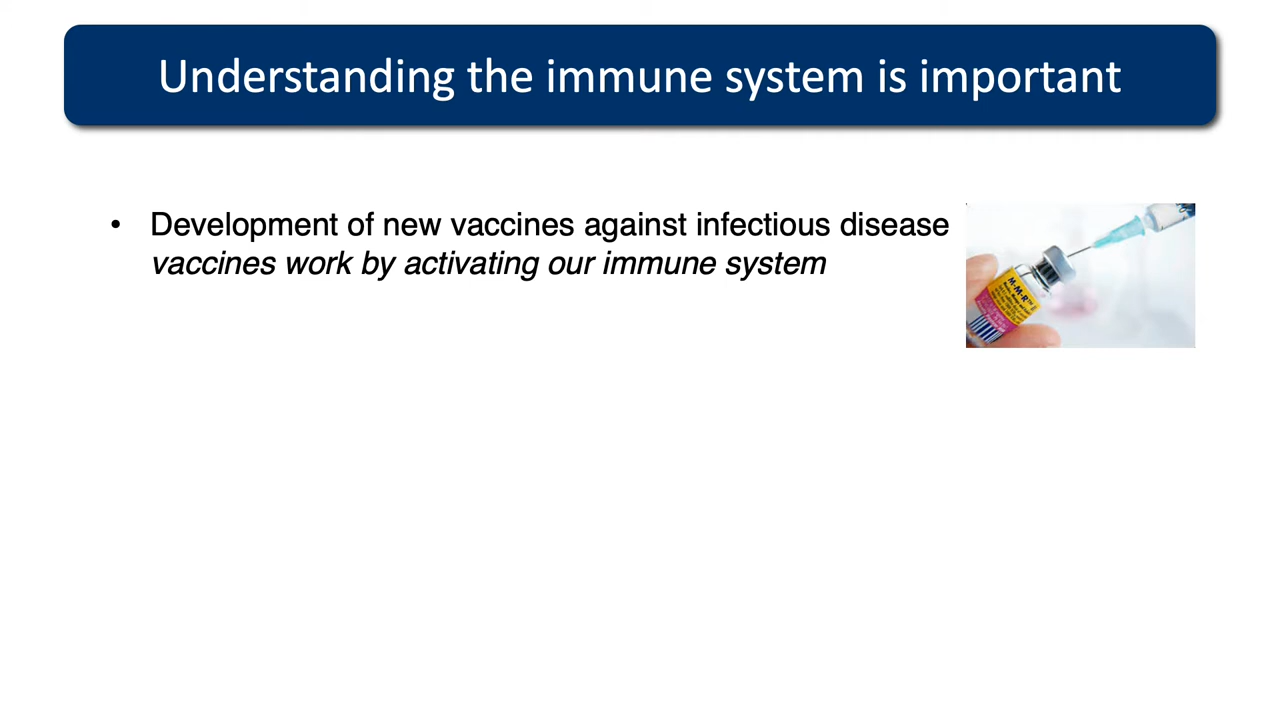 Understanding the immune system is important
• Development of new vaccines against infectious disease
vaccines work by activating our immune system
M-M-R™